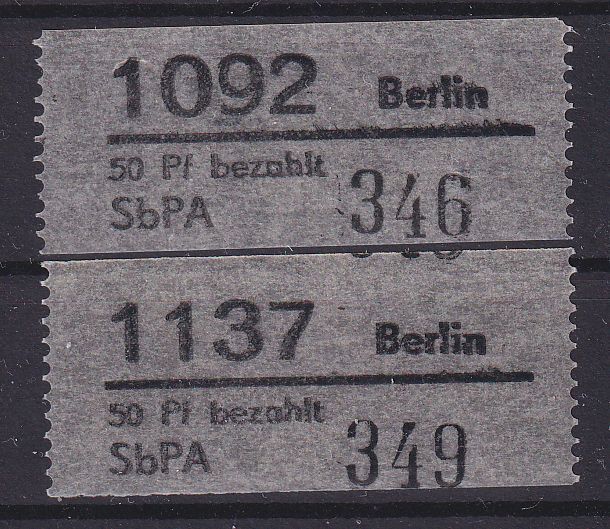 1092 Berlin
50 Pf bezahlt
SbPA 346
1137 Berlin
50 Pf bezahlt
SbPA 349